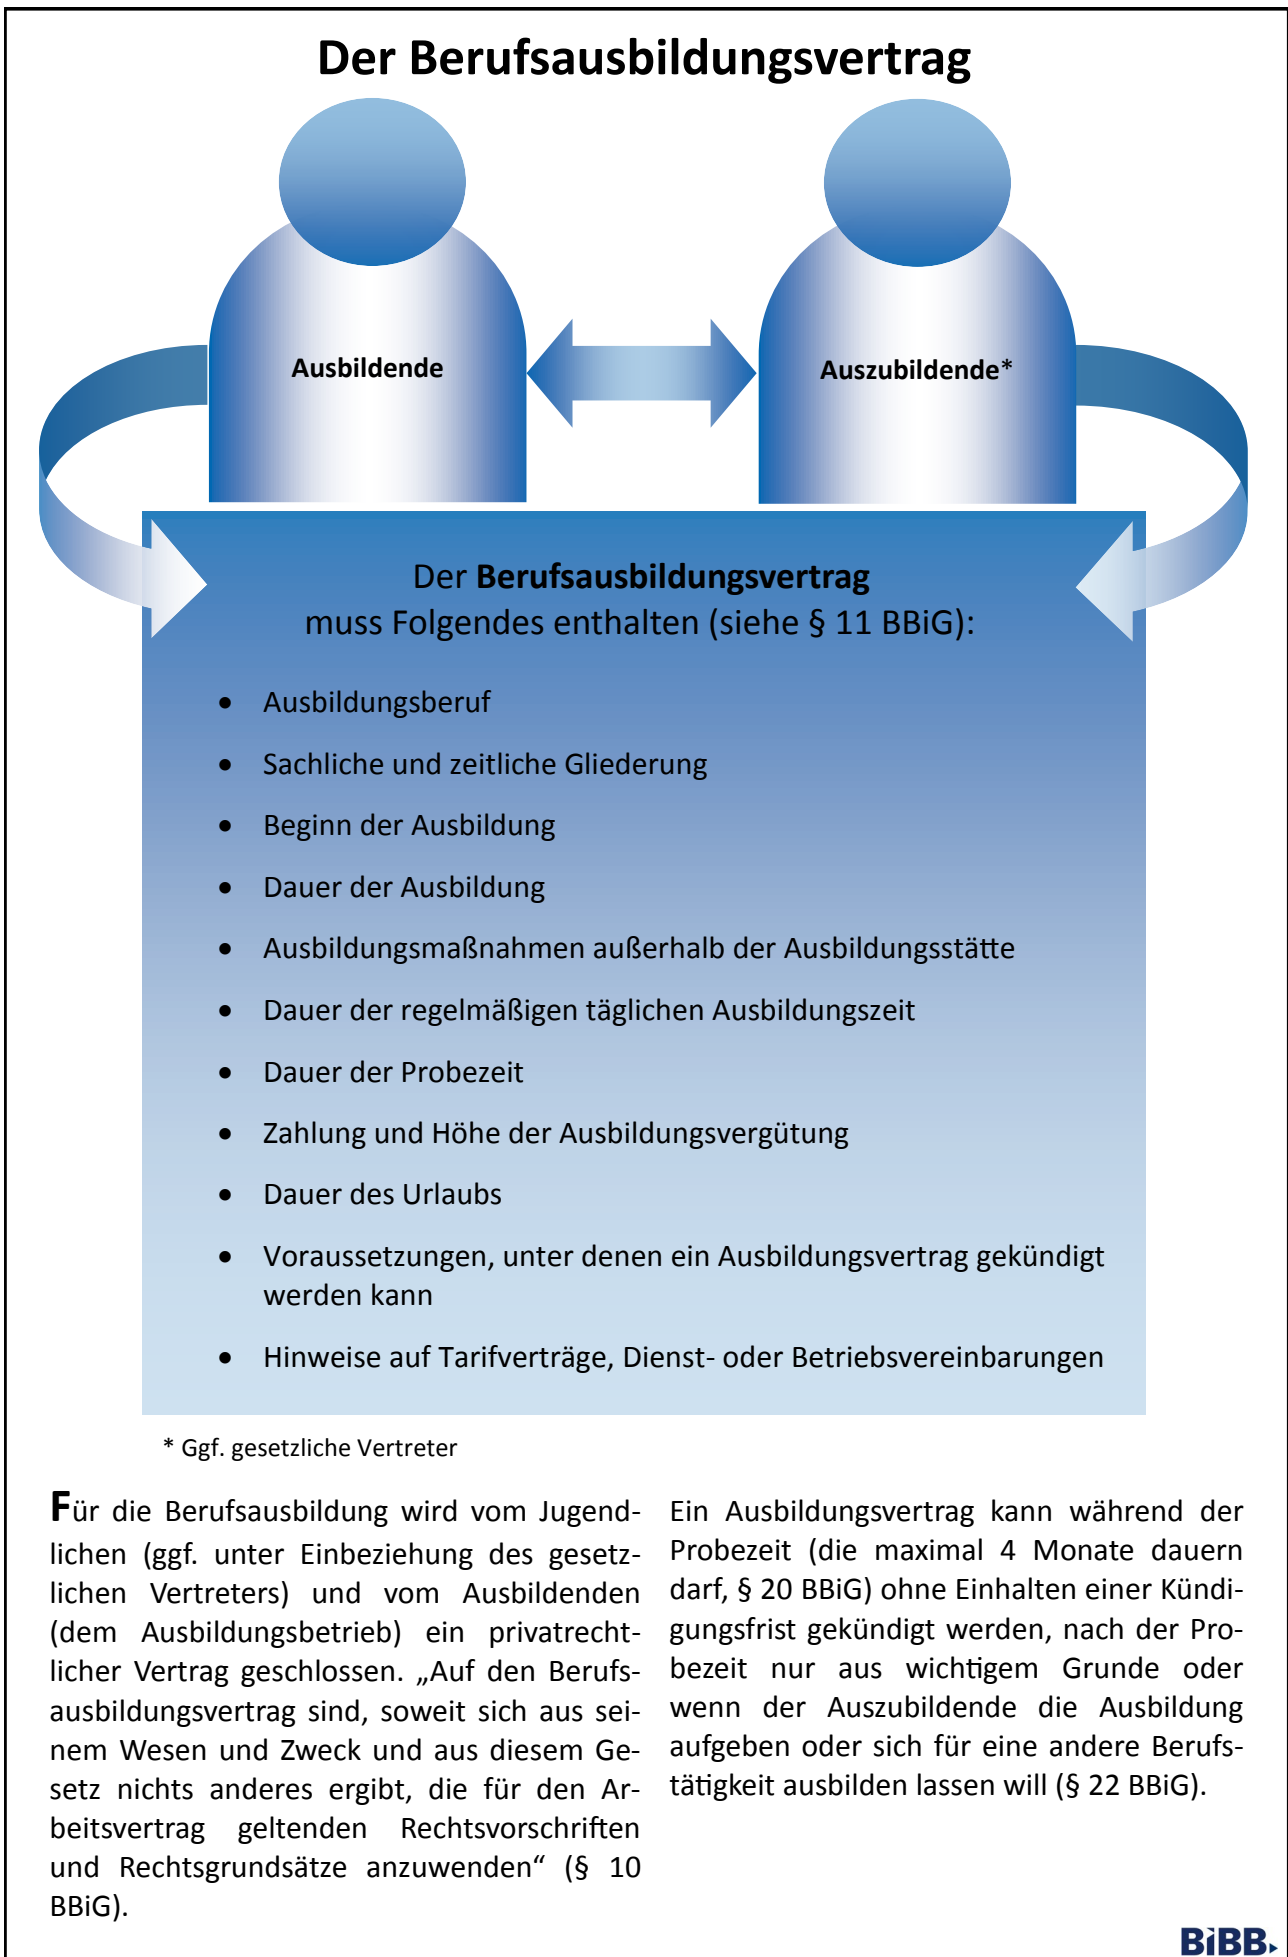 Der Berufsausbildungsvertrag
Ausbildende
Auszubildende*
Der Berufsausbildungsvertrag
muss Folgendes enthalten (siehe § 11 BBiG):
• Ausbildungsberuf
• Sachliche und zeitliche Gliederung
• Beginn der Ausbildung
• Dauer der Ausbildung
• Ausbildungsmaßnahmen außerhalb der Ausbildungsstätte
• Dauer der regelmäßigen täglichen Ausbildungszeit
• Dauer der Probezeit
• Zahlung und Höhe der Ausbildungsvergütung
• Dauer des Urlaubs
• Voraussetzungen, unter denen ein Ausbildungsvertrag gekündigt
werden kann
• Hinweise auf Tarifverträge, Dienst- oder Betriebsvereinbarungen
* Ggf. gesetzliche Vertreter
Für die Berufsausbildung wird vom Jugend-
lichen (ggf. unter Einbeziehung des gesetz-
lichen Vertreters) und vom Ausbildenden
(dem Ausbildungsbetrieb) ein privatrecht-
licher Vertrag geschlossen. „Auf den Berufs-
ausbildungsvertrag sind, soweit sich aus sei-
nem Wesen und Zweck und aus diesem Ge-
setz nichts anderes ergibt, die für den Ar-
beitsvertrag geltenden Rechtsvorschriften
und Rechtsgrundsätze anzuwenden“ (§ 10
BBiG).
Ein Ausbildungsvertrag kann während der
Probezeit (die maximal 4 Monate dauern
darf, § 20 BBiG) ohne Einhalten einer Kündi-
gungsfrist gekündigt werden, nach der Pro-
bezeit nur aus wichtigem Grunde oder
wenn der Auszubildende die Ausbildung
aufgeben oder sich für eine andere Berufs-
tätigkeit ausbilden lassen will (§ 22 BBiG).
BiBB